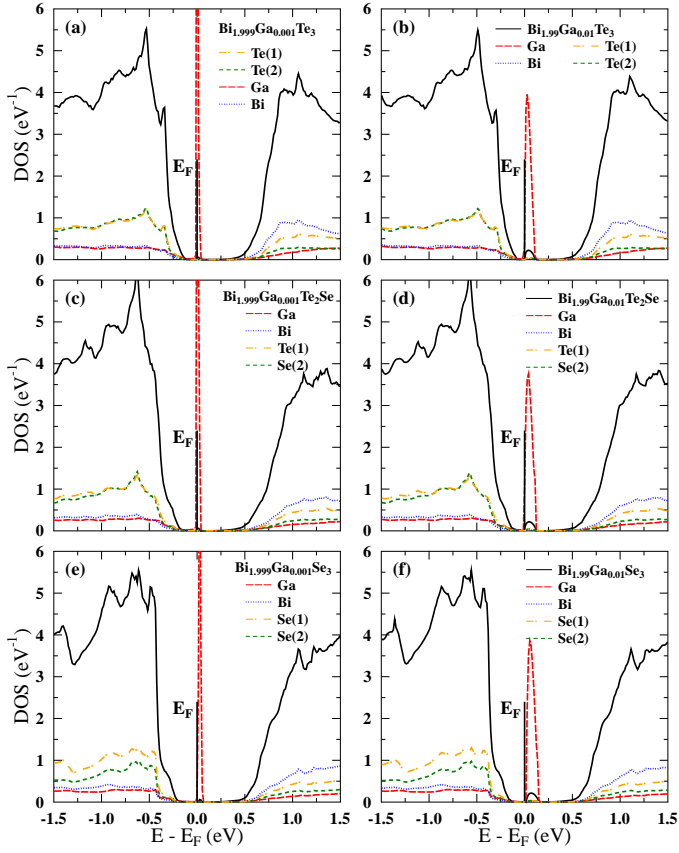 (a)
Bi1.999Ga0.001Te3
Te(1)
Te(2)
Ga
Bi
EF
DOS (eV-1)
6
5
4
3
2
1
0
(b)
Bi1.99Ga0.01Te3
Ga
Te(1)
Bi
Te(2)
EF
6
5
4
3
2
1
0
(c)
Bi1.999Ga0.001Te2Se
Ga
Bi
Te(1)
Se(2)
EF
DOS (eV-1)
6
5
4
3
2
1
0
(d)
Bi1.99Ga0.01Te2Se
Ga
Bi
Te(1)
Se(2)
EF
6
5
4
3
2
1
0
(e)
Bi1.999Ga0.001Se3
Ga
Bi
Se(1)
Se(2)
EF
DOS (eV-1)
6
5
4
3
2
1
0
-1.5 -1.0 -0.5 0.0 0.5 1.0 1.5
E - EF (eV)
(f)
Bi1.99Ga0.01Se3
Ga
Bi
Se(1)
Se(2)
EF
6
5
4
3
2
1
0
-1.5 -1.0 -0.5 0.0 0.5 1.0 1.5
E - EF (eV)